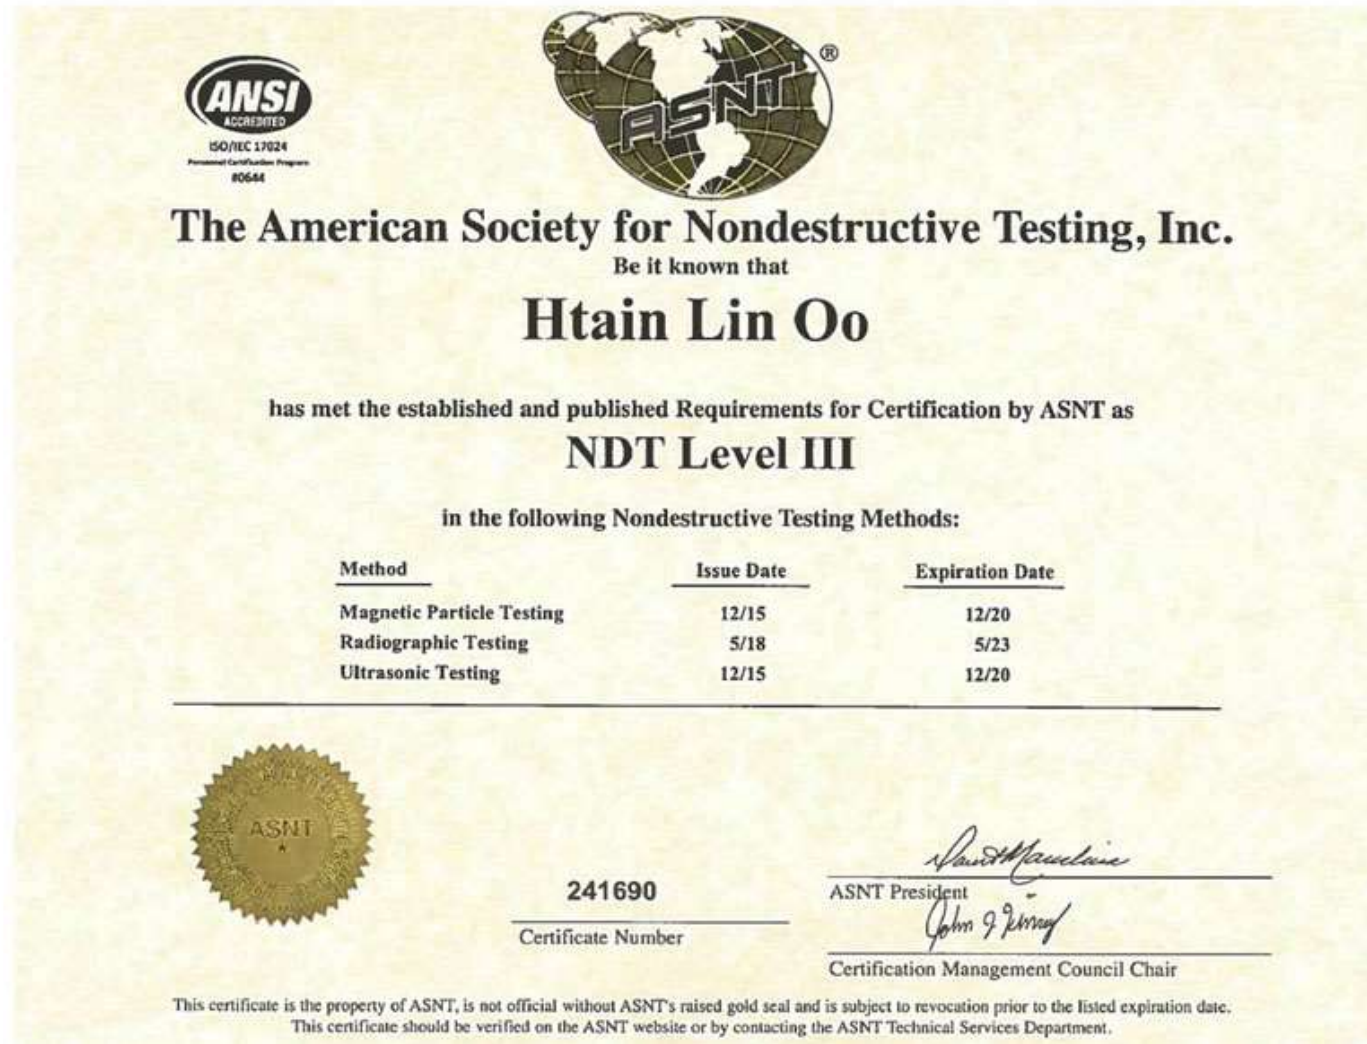 ANSI
ACCREDITED
ISO/IEC 17024
Personnel Certification Program
#0644
ASNT
®
The American Society for Nondestructive Testing, Inc.
Be it known that
Htain Lin Oo
has met the established and published Requirements for Certification by ASNT as
NDT Level III
in the following Nondestructive Testing Methods:
Method Issue Date Expiration Date
Magnetic Particle Testing 12/15 12/20
Radiographic Testing 5/18 5/23
Ultrasonic Testing 12/15 12/20
ASNT
241690
Certificate Number
ASNT President
Certification Management Council Chair
This certificate is the property of ASNT, is not official without ASNT's raised gold seal and is subject to revocation prior to the listed expiration date.
This certificate should be verified on the ASNT website or by contacting the ASNT Technical Services Department.